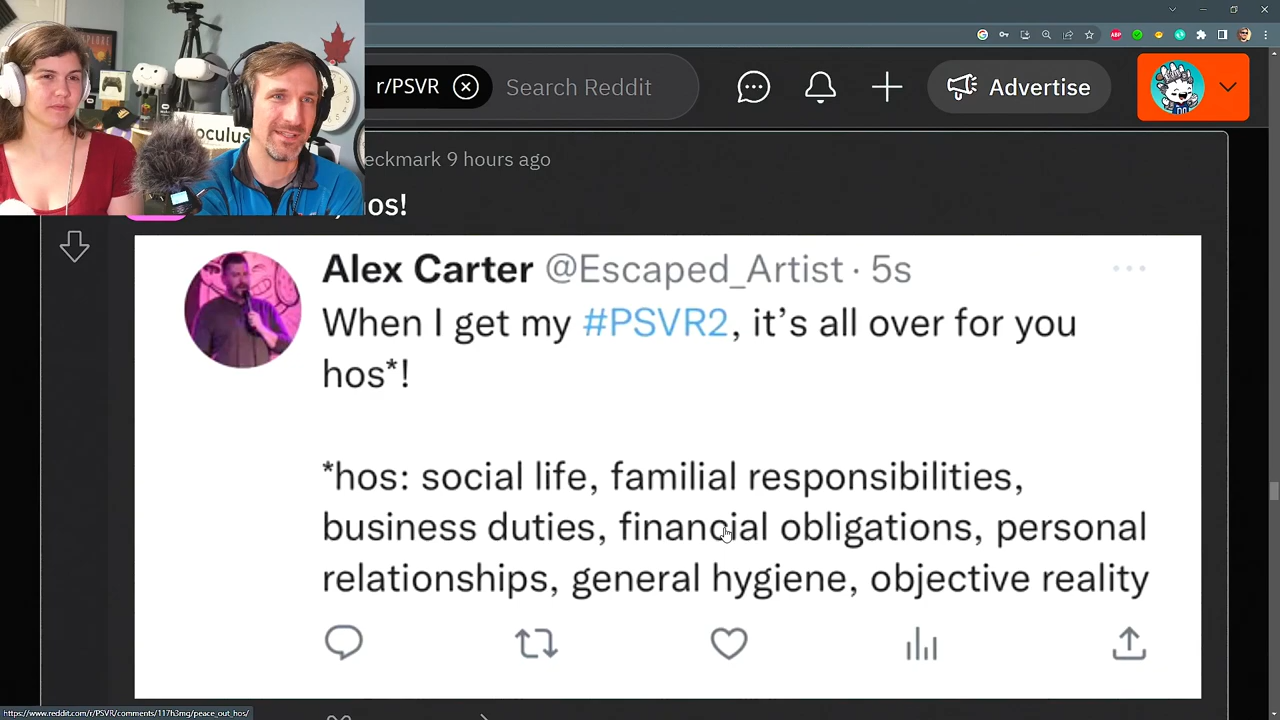 oculus
r/PSVR
Search Reddit
Advertise
eckmark 9 hours ago
hos!
Alex Carter @Escaped_Artist · 5s
When I get my #PSVR2, it’s all over for you
hos*!
*hos: social life, familial responsibilities,
business duties, financial obligations, personal
relationships, general hygiene, objective reality
https://www.reddit.com/r/PSVR/comments/117h3mg/peace_out_hos/